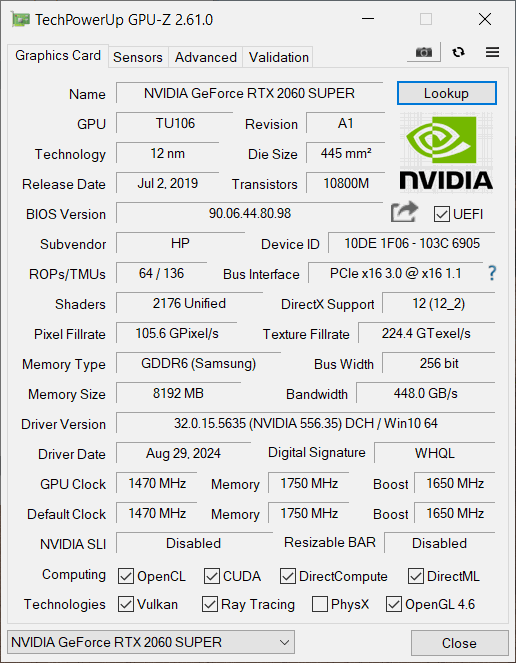 TechPowerUp GPU-Z 2.61.0
Graphics Card Sensors Advanced Validation
Name NVIDIA GeForce RTX 2060 SUPER Lookup
GPU TU106 Revision A1
Technology 12 nm Die Size 445 mm²
Release Date Jul 2, 2019 Transistors 10800M
NVIDIA
BIOS Version 90.06.44.80.98 UEFI
Subvendor HP Device ID 10DE 1F06 - 103C 6905
ROPs/TMUs 64 / 136 Bus Interface PCIe x16 3.0 @ x16 1.1 ?
Shaders 2176 Unified DirectX Support 12 (12_2)
Pixel Fillrate 105.6 GPixel/s Texture Fillrate 224.4 GTexel/s
Memory Type GDDR6 (Samsung) Bus Width 256 bit
Memory Size 8192 MB Bandwidth 448.0 GB/s
Driver Version 32.0.15.5635 (NVIDIA 556.35) DCH / Win10 64
Driver Date Aug 29, 2024 Digital Signature WHQL
GPU Clock 1470 MHz Memory 1750 MHz Boost 1650 MHz
Default Clock 1470 MHz Memory 1750 MHz Boost 1650 MHz
NVIDIA SLI Disabled Resizable BAR Disabled
Computing OpenCL CUDA DirectCompute DirectML
Technologies Vulkan Ray Tracing PhysX OpenGL 4.6
NVIDIA GeForce RTX 2060 SUPER Close